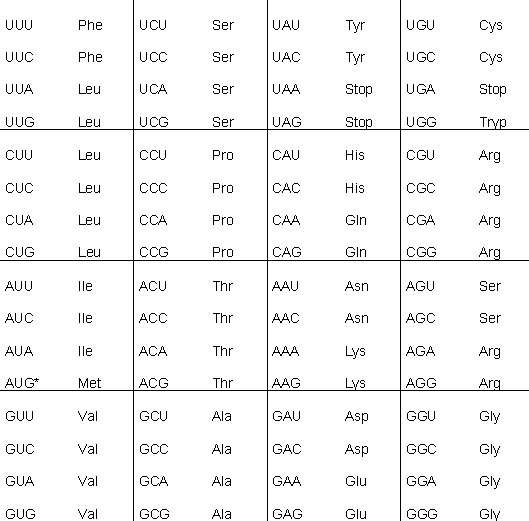 UUU Phe UCU Ser UAU Tyr UGU Cys
UUC Phe UCC Ser UAC Tyr UGC Cys
UUA Leu UCA Ser UAA Stop UGA Stop
UUG Leu UCG Ser UAG Stop UGG Tryp
CUU Leu CCU Pro CAU His CGU Arg
CUC Leu CCC Pro CAC His CGC Arg
CUA Leu CCA Pro CAA Gln CGA Arg
CUG Leu CCG Pro CAG Gln CGG Arg
AUU Ile ACU Thr AAU Asn AGU Ser
AUC Ile ACC Thr AAC Asn AGC Ser
AUA Ile ACA Thr AAA Lys AGA Arg
AUG* Met ACG Thr AAG Lys AGG Arg
GUU Val GCU Ala GAU Asp GGU Gly
GUC Val GCC Ala GAC Asp GGC Gly
GUA Val GCA Ala GAA Glu GGA Gly
GUG Val GCG Ala GAG Glu GGG Gly